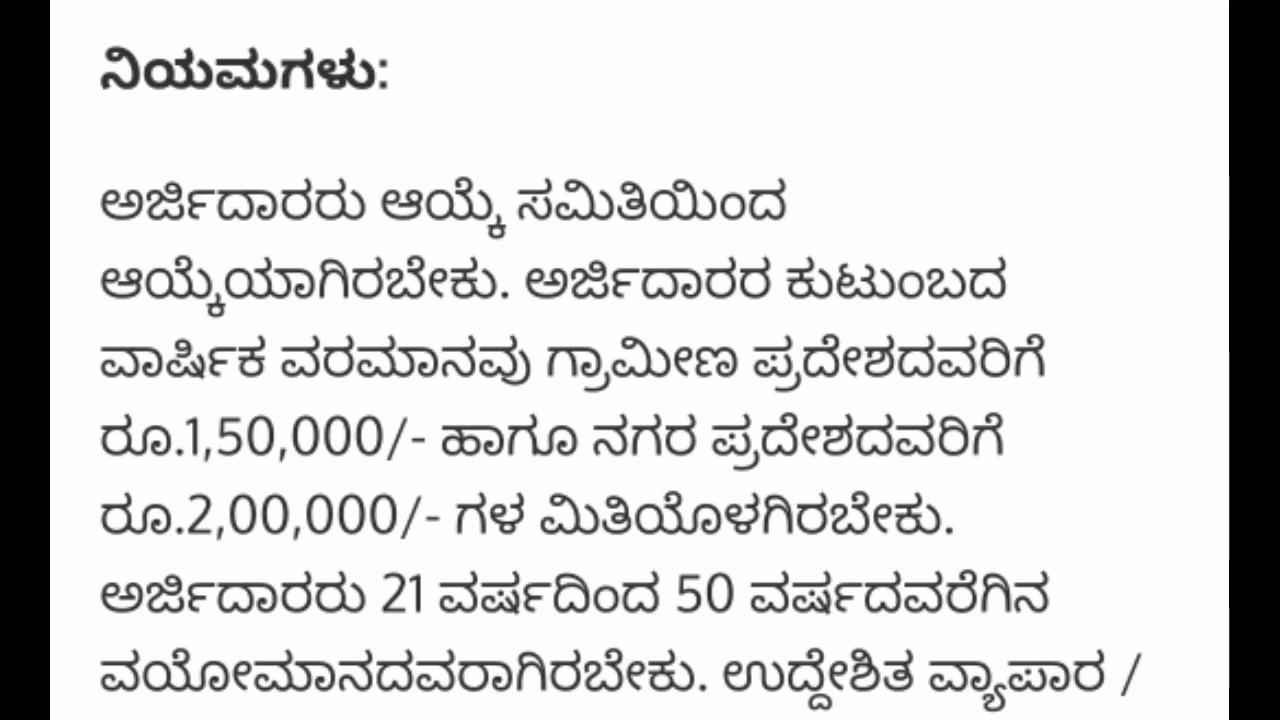 ನಿಯಮಗಳು:
ಅರ್ಜಿದಾರರು ಆಯ್ಕೆ ಸಮಿತಿಯಿಂದ
ಆಯ್ಕೆಯಾಗಿರಬೇಕು. ಅರ್ಜಿದಾರರ ಕುಟುಂಬದ
ವಾರ್ಷಿಕ ವರಮಾನವು ಗ್ರಾಮೀಣ ಪ್ರದೇಶದವರಿಗೆ
ರೂ.1,50,000/- ಹಾಗೂ ನಗರ ಪ್ರದೇಶದವರಿಗೆ
ರೂ.2,00,000/- ಗಳ ಮಿತಿಯೊಳಗಿರಬೇಕು.
ಅರ್ಜಿದಾರರು 21 ವರ್ಷದಿಂದ 50 ವರ್ಷದವರೆಗಿನ
ವಯೋಮಾನದವರಾಗಿರಬೇಕು. ಉದ್ದೇಶಿತ ವ್ಯಾಪಾರ /